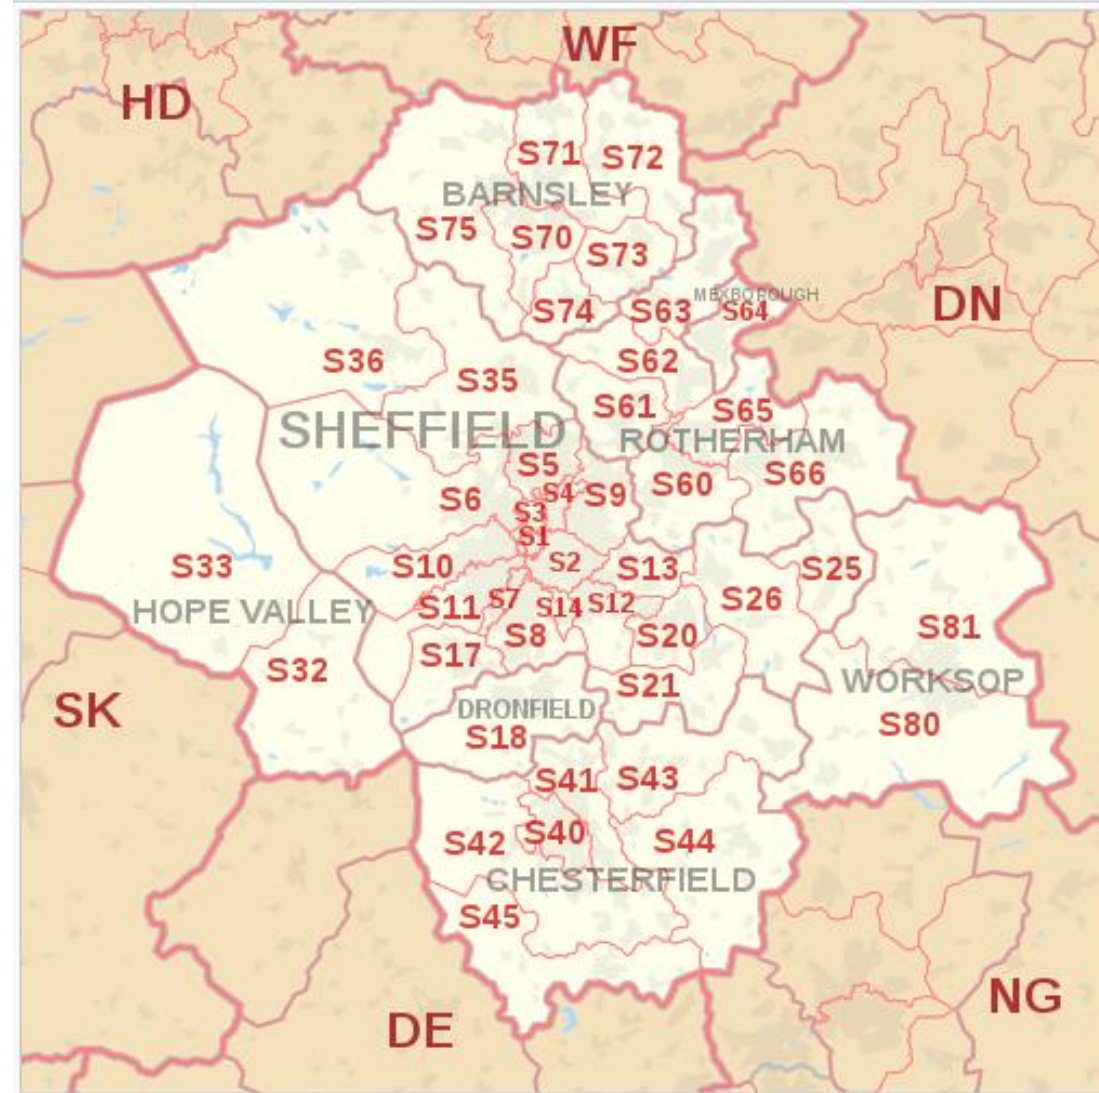 WF
HD
S71
S72
BARNSLEY
S75
S70
S73
MEXBOROUGH
S74
S63
S64
DN
S36
S35
S62
S61
S65
SHEFFIELD
ROTHERHAM
S5
S66
S6
S4
S9
S60
S3
S1
S33
S10
S2
S13
S25
HOPE VALLEY
S11
S7
S14
S12
S26
S8
S20
S81
S32
S17
S21
WORKSOP
SK
DRONFIELD
S18
S80
S41
S43
S42
S40
S44
CHESTERFIELD
S45
DE
NG